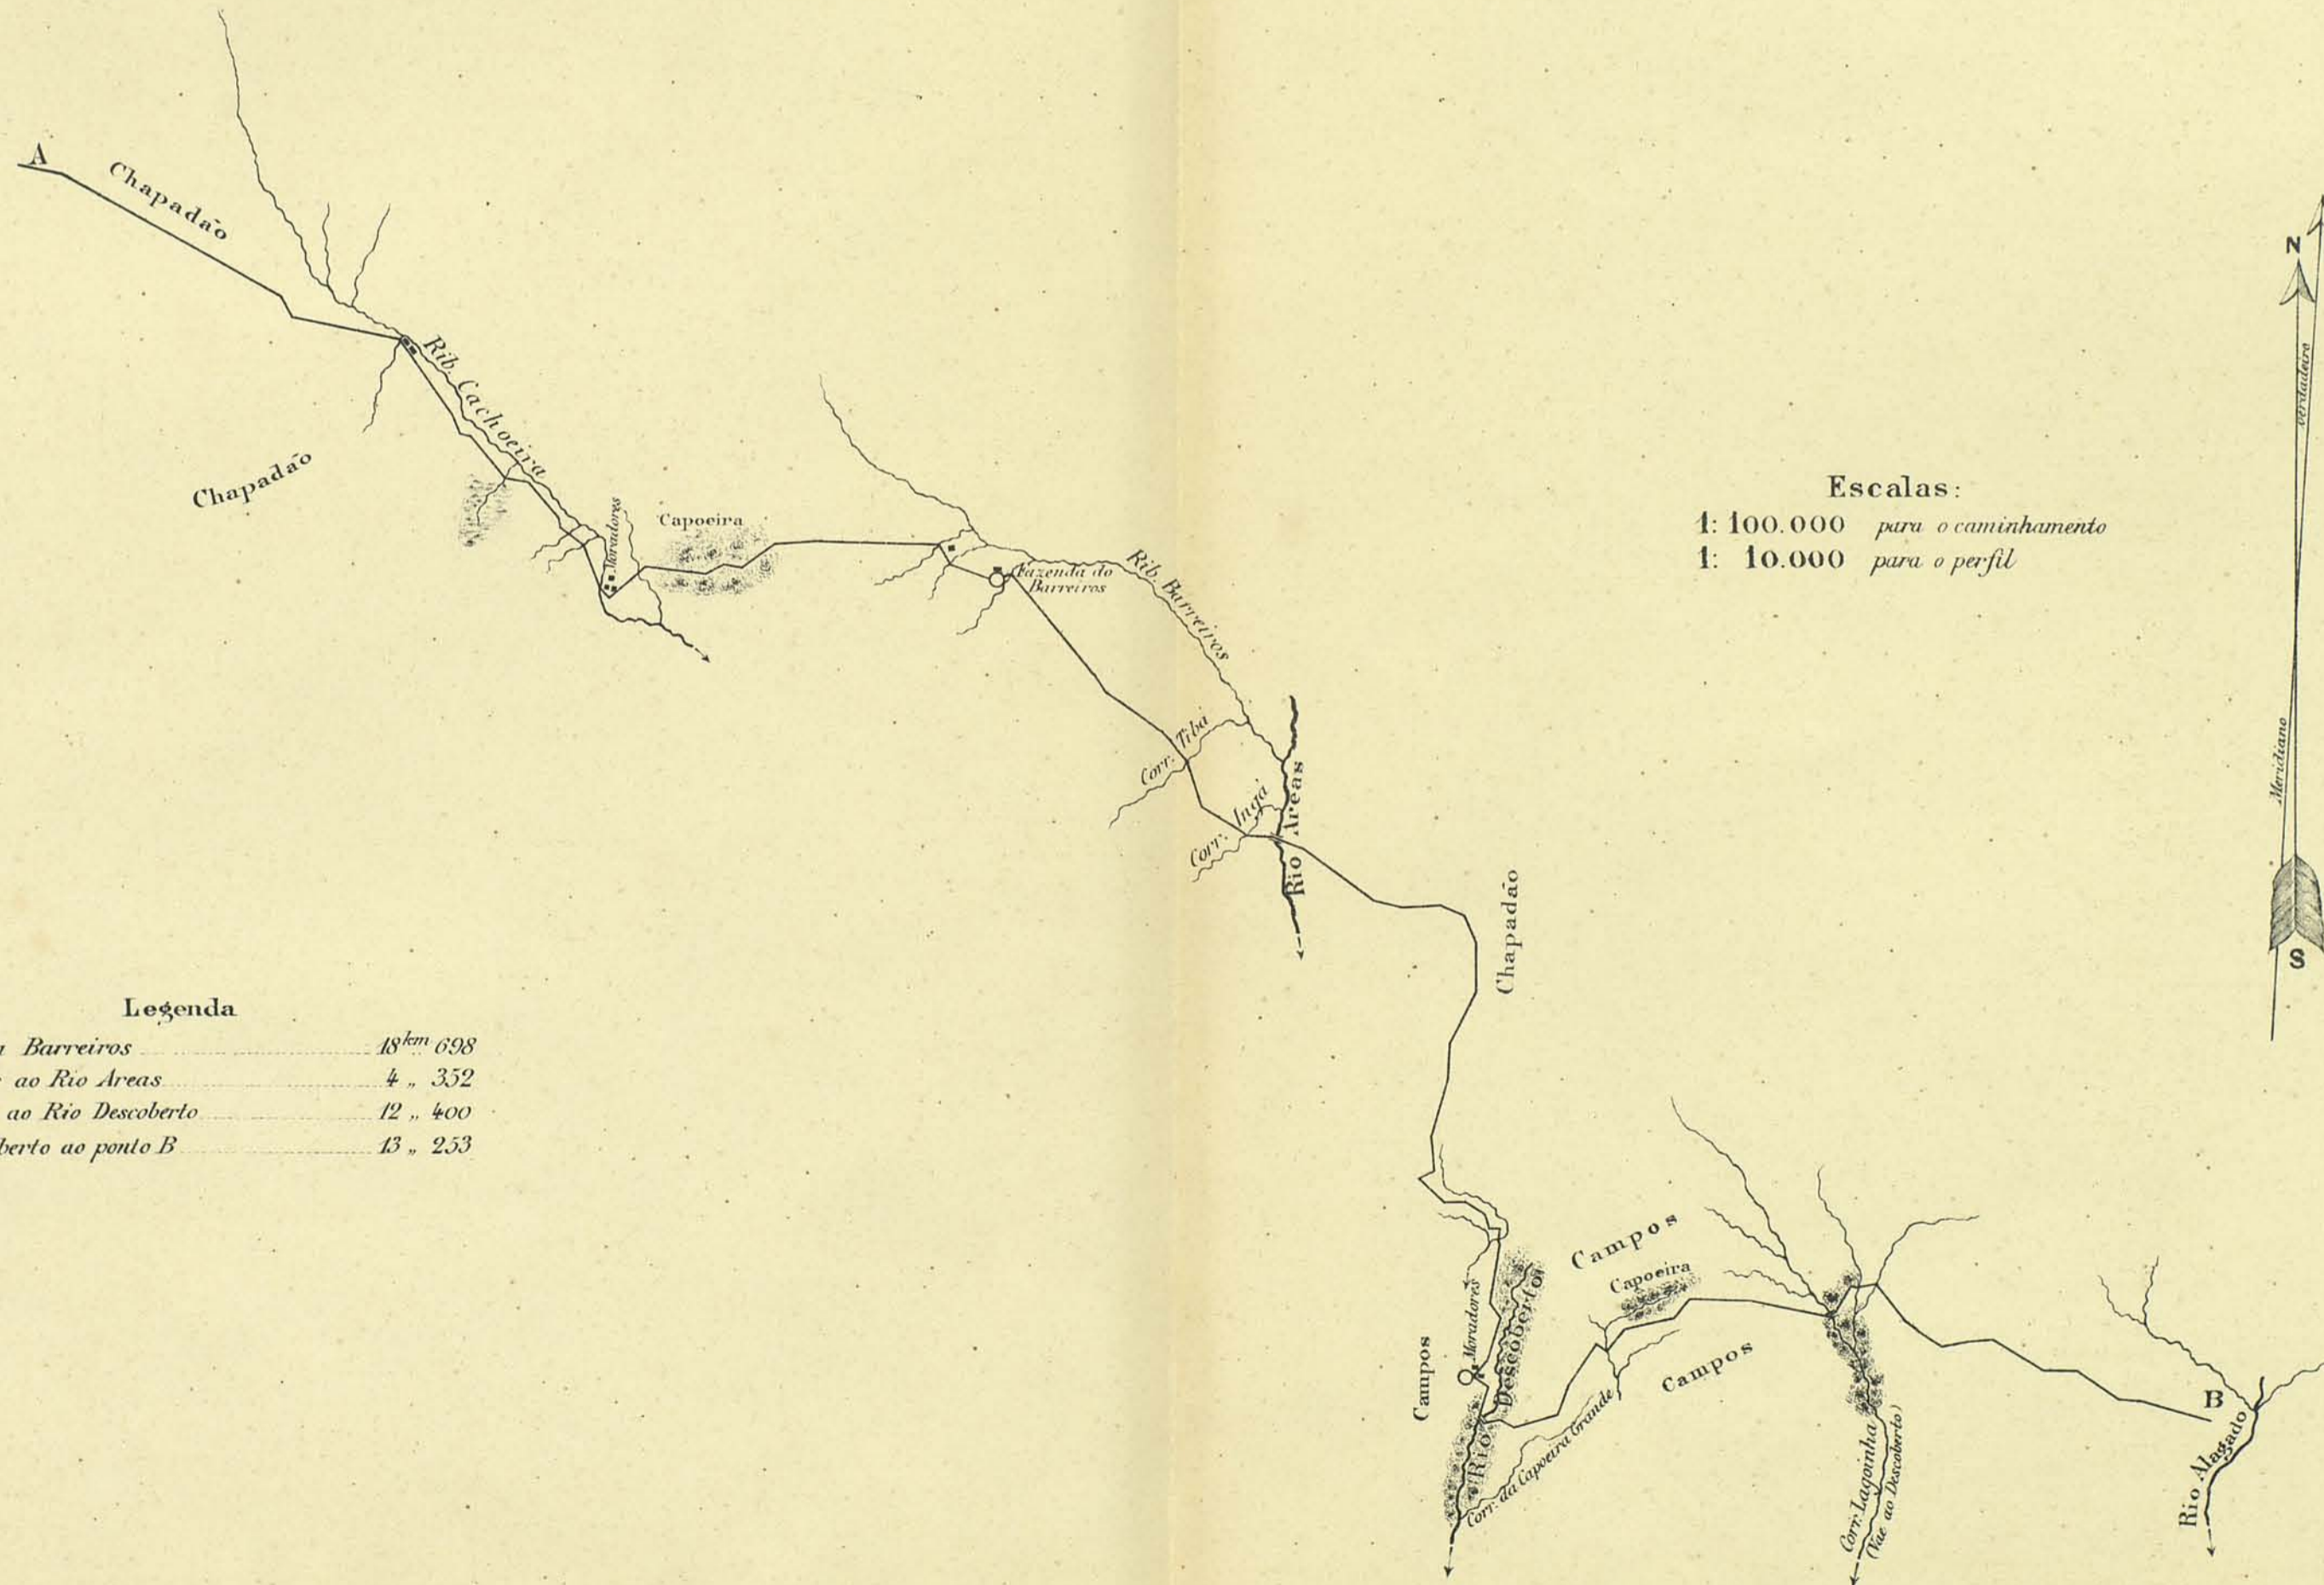 A
Chapadão
Rib. Cachoeira
Chapadão
Moradores
Capoeira
Fazenda do
Barreiros
Rib. Barreiros
Corr. Tiba
Corr. Ingá
Rio Areas
Chapadão
Escalas:
1: 100.000 para o caminhamento
1: 10.000 para o perfil
N
verdadeiro
Meridiano
S
Legenda
Barreiros 18km 698
ao Rio Areas 4 „ 352
ao Rio Descoberto 12 „ 400
berto ao ponto B 13 „ 253
Campos
Capoeira
Moradores
Campos
Rio Descoberto
Campos
Corr. da Capoeira Grande
Corr. Lagoinha
(Vae ao Descoberto)
B
Rio Alagado